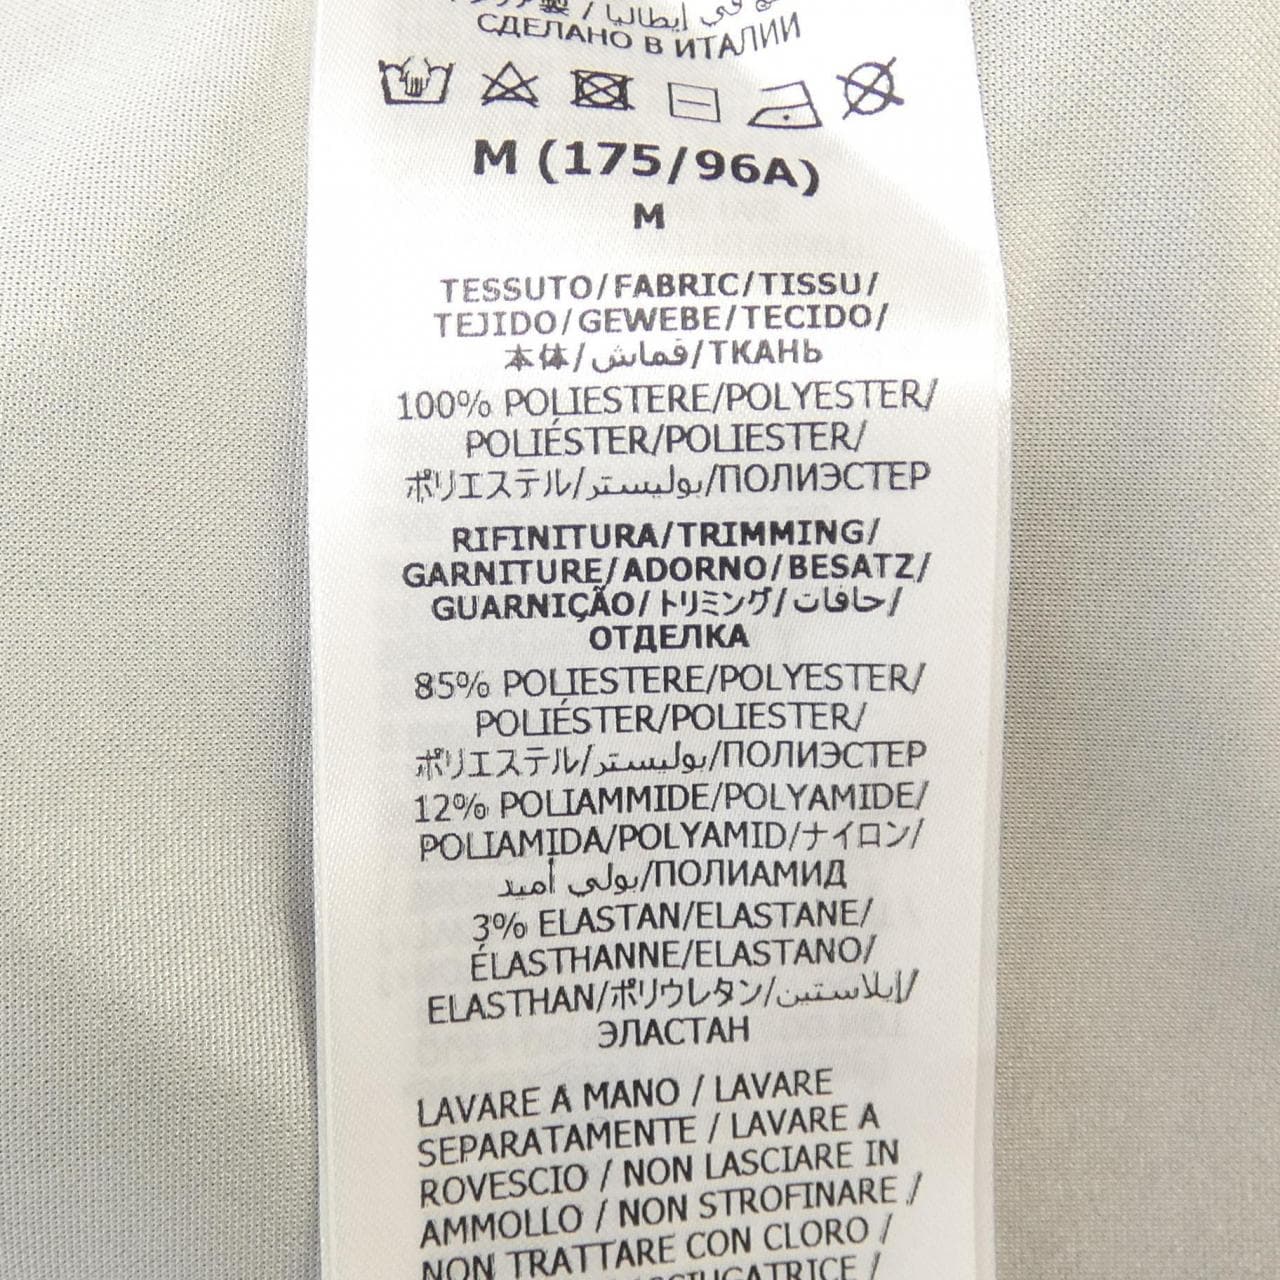 في إيطاليا /
СДЕЛАНО В ИТАЛИИ
M (175/96A)
M
TESSUTO/FABRIC/TISSU/
TEJIDO/GEWEBE/TECIDO/
本体/قماش/ТКАНЬ
100% POLIESTERE/POLYESTER/
POLIÉSTER/POLIESTER/
ポリエステル/بوليستر/ПОЛИЭСТЕР
RIFINITURA/TRIMMING/
GARNITURE/ADORNO/BESATZ/
GUARNIÇÃO/トリミング/حافات/
ОТДЕЛКА
85% POLIESTERE/POLYESTER/
POLIÉSTER/POLIESTER/
ポリエステル/بوليستر/ПОЛИЭСТЕР
12% POLIAMMIDE/POLYAMIDE/
POLIAMIDA/POLYAMID/ナイロン/
بولي أميد/ПОЛИАМИД
3% ELASTAN/ELASTANE/
ÉLASTHANNE/ELASTANO/
ELASTHAN/ポリウレタン/إيلاستين/
ЭЛАСТАН
LAVARE A MANO / LAVARE
SEPARATAMENTE / LAVARE A
ROVESCIO / NON LASCIARE IN
AMMOLLO / NON STROFINARE /
NON TRATTARE CON CLORO /